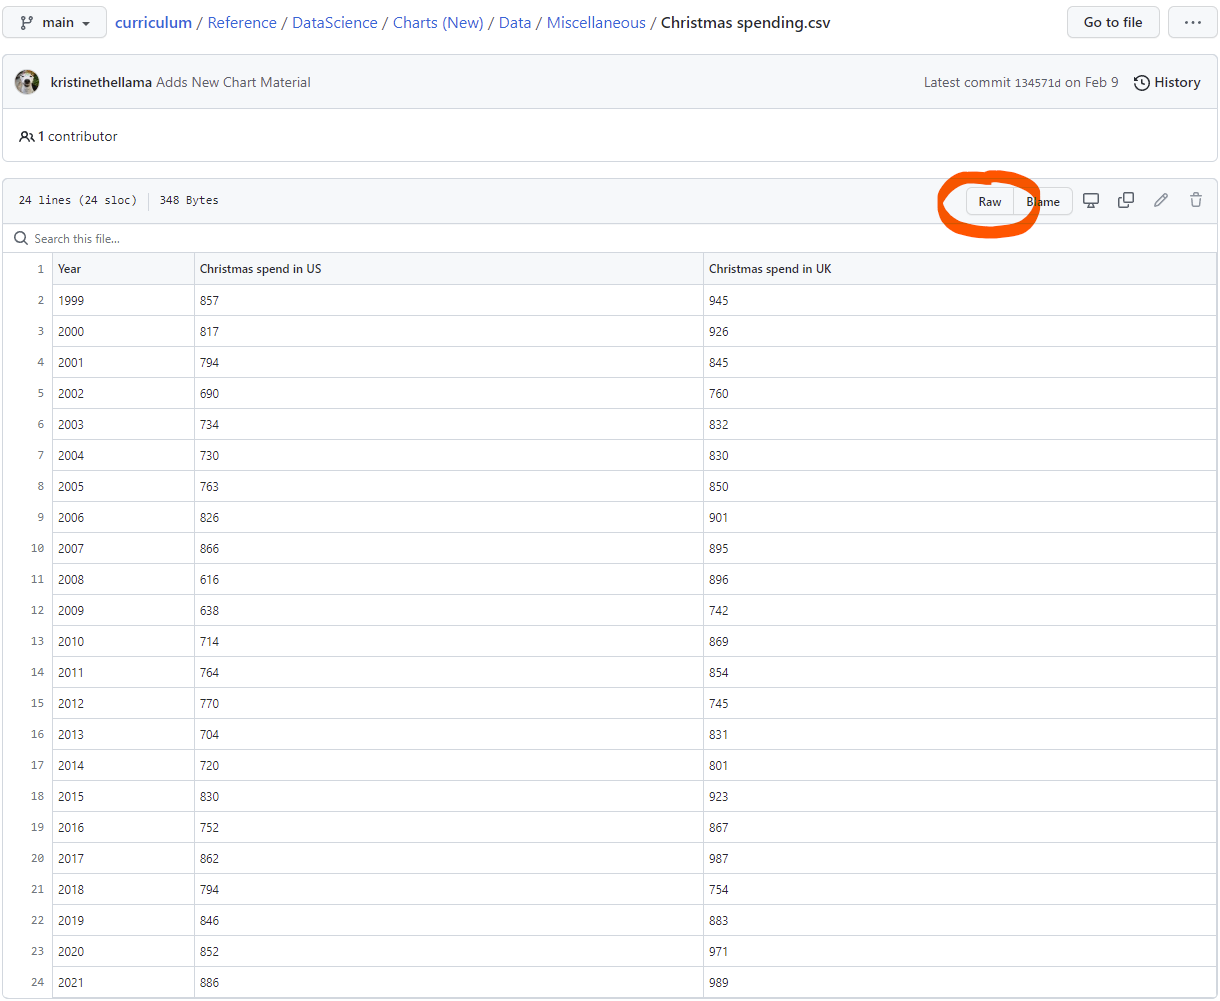 main curriculum / Reference / DataScience / Charts (New) / Data / Miscellaneous / Christmas spending.csv Go to file ...
kristinethellama Adds New Chart Material Latest commit 134571d on Feb 9 History
1 contributor
24 lines (24 sloc) 348 Bytes Raw Blame
Search this file...
1 Year Christmas spend in US Christmas spend in UK
2 1999 857 945
3 2000 817 926
4 2001 794 845
5 2002 690 760
6 2003 734 832
7 2004 730 830
8 2005 763 850
9 2006 826 901
10 2007 866 895
11 2008 616 896
12 2009 638 742
13 2010 714 869
14 2011 764 854
15 2012 770 745
16 2013 704 831
17 2014 720 801
18 2015 830 923
19 2016 752 867
20 2017 862 987
21 2018 794 754
22 2019 846 883
23 2020 852 971
24 2021 886 989